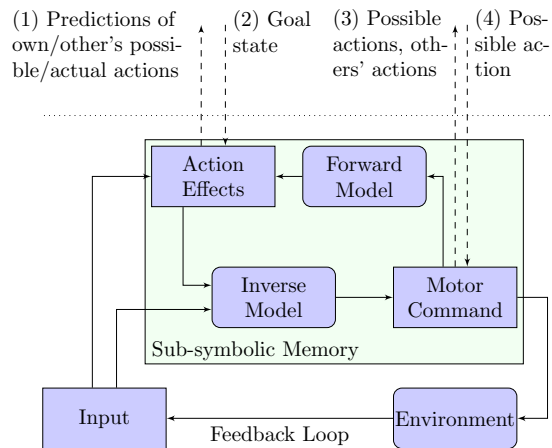 (1) Predictions of
own/other's possi-
ble/actual actions
(2) Goal
state
(3) Possible
actions, oth-
ers' actions
(4) Pos-
sible ac-
tion
Action
Effects
Forward
Model
Inverse
Model
Motor
Command
Sub-symbolic Memory
Input
Feedback Loop
Environment